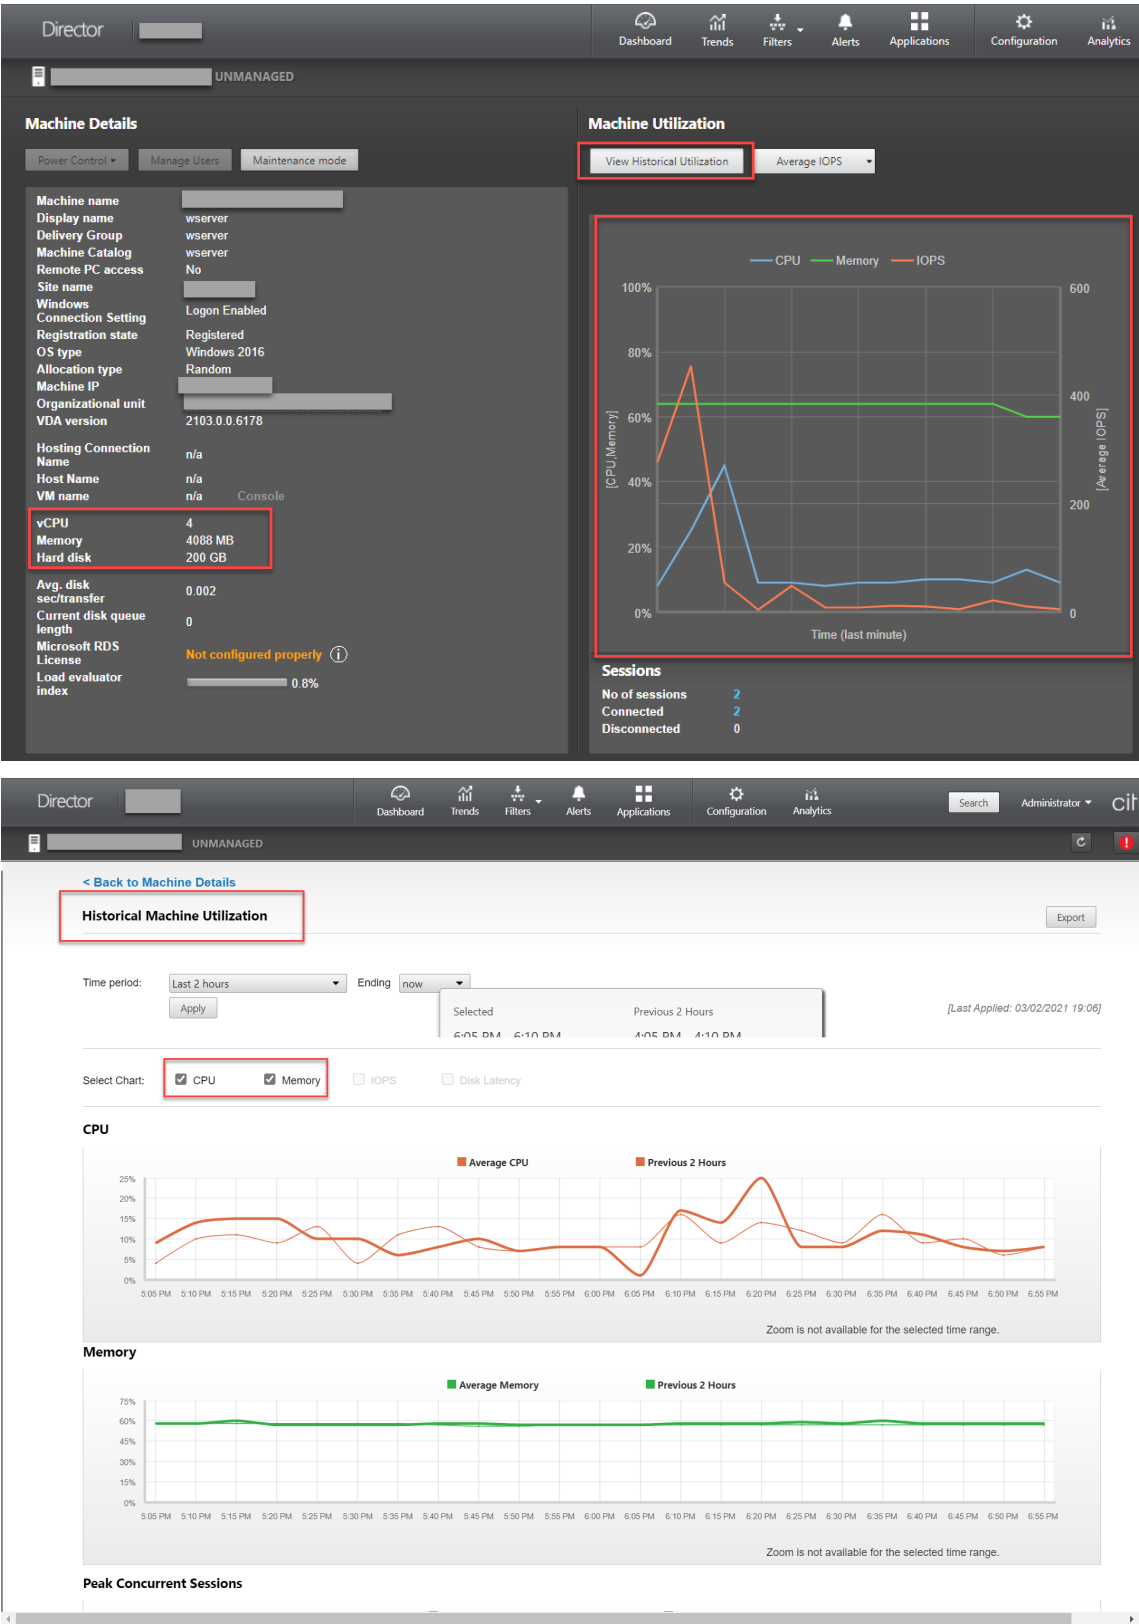 Director
Dashboard Trends Filters Alerts Applications Configuration Analytics
UNMANAGED
Machine Details
Power Control Manage Users Maintenance mode
Machine name
Display name wserver
Delivery Group wserver
Machine Catalog wserver
Remote PC access No
Site name
Windows
Connection Setting Logon Enabled
Registration state Registered
OS type Windows 2016
Allocation type Random
Machine IP
Organizational unit
VDA version 2103.0.0.6178
Hosting Connection
Name n/a
Host Name n/a
VM name n/a Console
vCPU 4
Memory 4088 MB
Hard disk 200 GB
Avg. disk
sec/transfer 0.002
Current disk queue
length 0
Microsoft RDS
License Not configured properly i
Load evaluator
index 0.8%
Machine Utilization
View Historical Utilization Average IOPS
CPU Memory IOPS
100% 600
80%
400
60%
40%
200
20%
0% 0
[CPU,Memory]
[Average IOPS]
Time (last minute)
Sessions
No of sessions 2
Connected 2
Disconnected 0
Director
Dashboard Trends Filters Alerts Applications Configuration Analytics Search Administrator cit
UNMANAGED
< Back to Machine Details
Historical Machine Utilization Export
Time period: Last 2 hours Ending now
Apply
Selected Previous 2 Hours
6:05 PM 6:10 PM 4:05 PM 4:10 PM
[Last Applied: 03/02/2021 19:06]
Select Chart: CPU Memory IOPS Disk Latency
CPU
Average CPU Previous 2 Hours
25%
20%
15%
10%
5%
0%
5:05 PM 5:10 PM 5:15 PM 5:20 PM 5:25 PM 5:30 PM 5:35 PM 5:40 PM 5:45 PM 5:50 PM 5:55 PM 6:00 PM 6:05 PM 6:10 PM 6:15 PM 6:20 PM 6:25 PM 6:30 PM 6:35 PM 6:40 PM 6:45 PM 6:50 PM 6:55 PM
Zoom is not available for the selected time range.
Memory
Average Memory Previous 2 Hours
75%
60%
45%
30%
15%
0%
5:05 PM 5:10 PM 5:15 PM 5:20 PM 5:25 PM 5:30 PM 5:35 PM 5:40 PM 5:45 PM 5:50 PM 5:55 PM 6:00 PM 6:05 PM 6:10 PM 6:15 PM 6:20 PM 6:25 PM 6:30 PM 6:35 PM 6:40 PM 6:45 PM 6:50 PM 6:55 PM
Zoom is not available for the selected time range.
Peak Concurrent Sessions